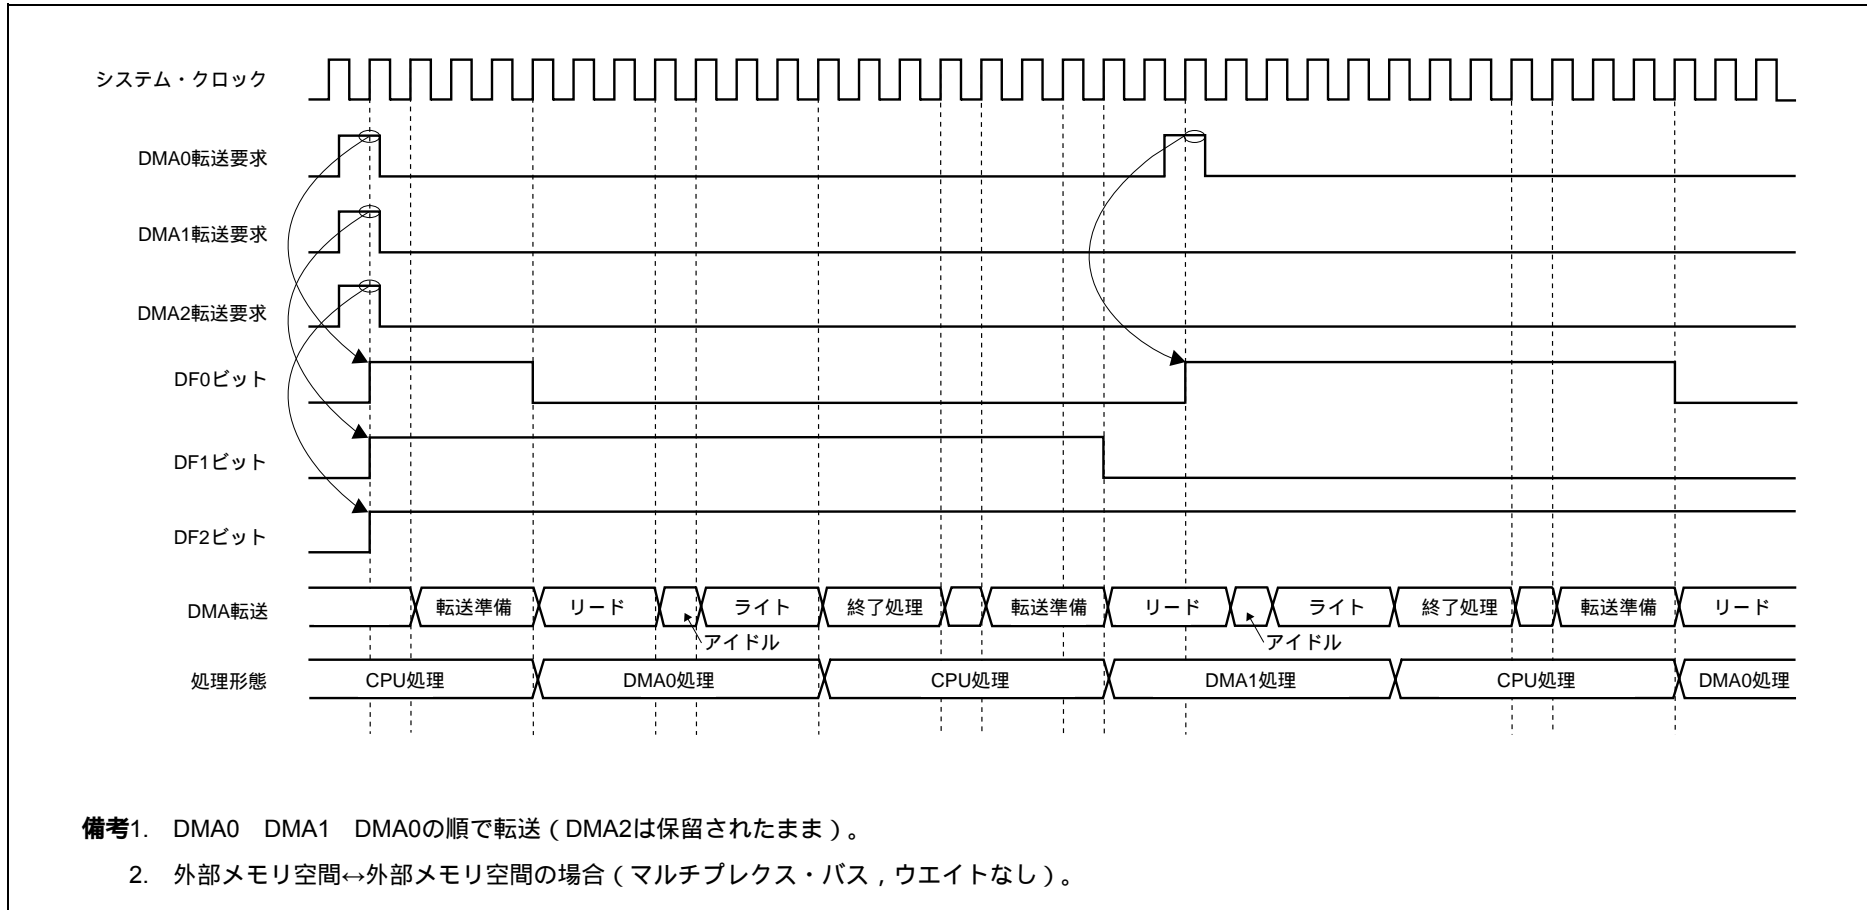 システム・クロック
DMA0転送要求
DMA1転送要求
DMA2転送要求
DF0ビット
DF1ビット
DF2ビット
DMA転送 転送準備 リード ライト 終了処理 転送準備 リード ライト 終了処理 転送準備 リード
アイドル アイドル
処理形態 CPU処理 DMA0処理 CPU処理 DMA1処理 CPU処理 DMA0処理
備考1. DMA0 DMA1 DMA0の順で転送（DMA2は保留されたまま）。
2. 外部メモリ空間↔外部メモリ空間の場合（マルチプレクス・バス，ウエイトなし）。